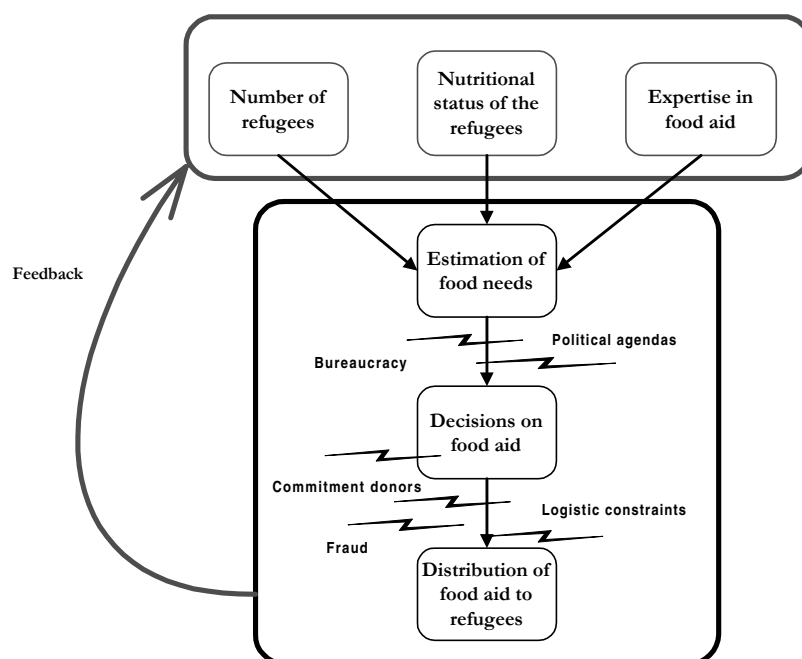 Number of
refugees
Nutritional
status of the
refugees
Expertise in
food aid
Feedback
Estimation of
food needs
Political agendas
Bureaucracy
Decisions on
food aid
Commitment donors
Logistic constraints
Fraud
Distribution of
food aid to
refugees